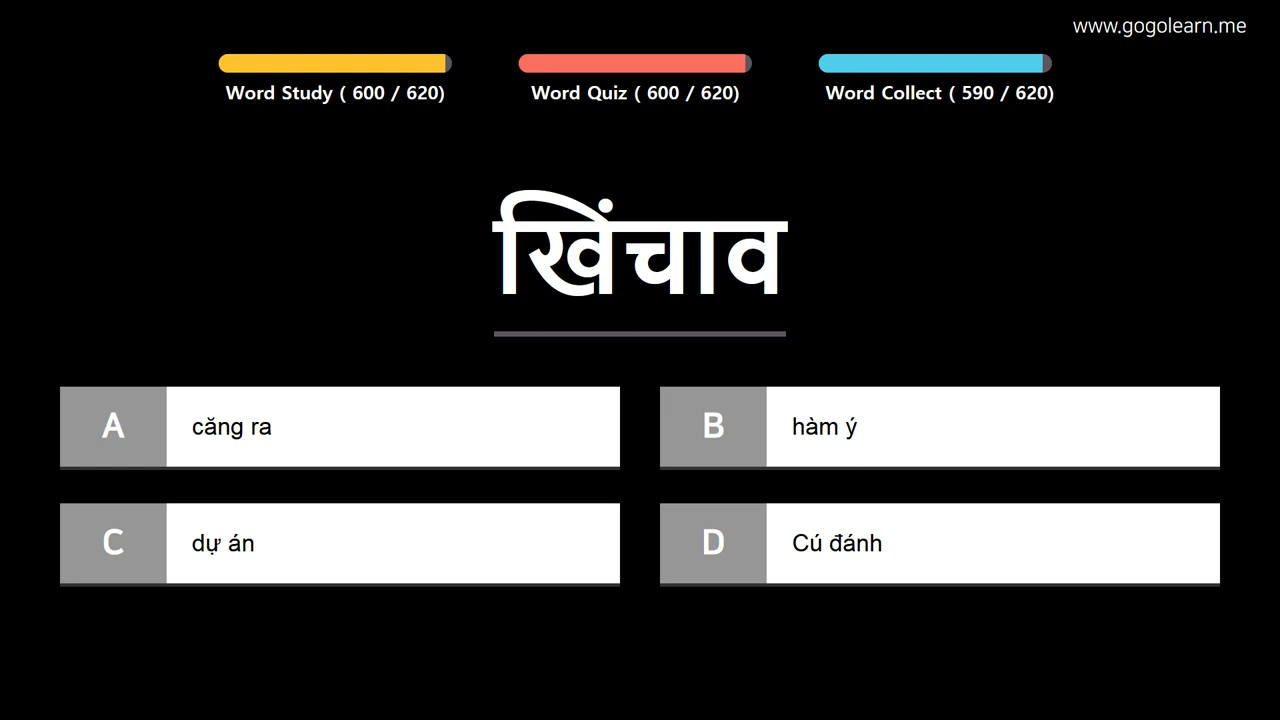 www.gogolearn.me
Word Study ( 600 / 620)
Word Quiz ( 600 / 620)
Word Collect ( 590 / 620)
खिंचाव
A căng ra
B hàm ý
C dự án
D Cú đánh